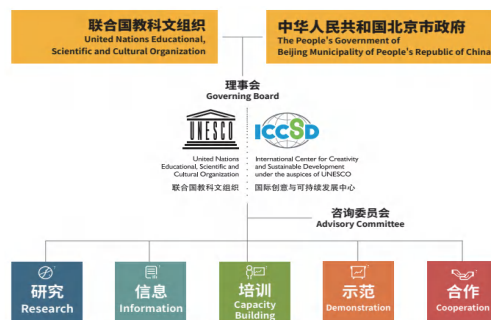 联合国教科文组织
United Nations Educational,
Scientific and Cultural Organization
中华人民共和国北京市政府
The People's Government of
Beijing Municipality of People's Republic of China
理事会
Governing Board
UNESCO
ICCSD
United Nations
Educational, Scientific and
Cultural Organization
联合国教科文组织
International Center for Creativity
and Sustainable Development
under the auspices of UNESCO
国际创意与可持续发展中心
咨询委员会
Advisory Committee
研究
Research
信息
Information
培训
Capacity
Building
示范
Demonstration
合作
Cooperation